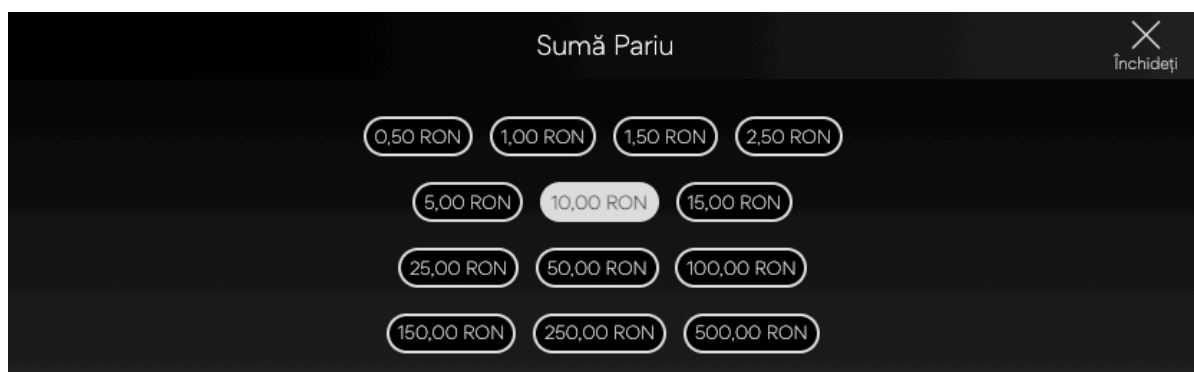 Sumă Pariu
Închideți
0,50 RON 1,00 RON 1,50 RON 2,50 RON
5,00 RON 10,00 RON 15,00 RON
25,00 RON 50,00 RON 100,00 RON
150,00 RON 250,00 RON 500,00 RON